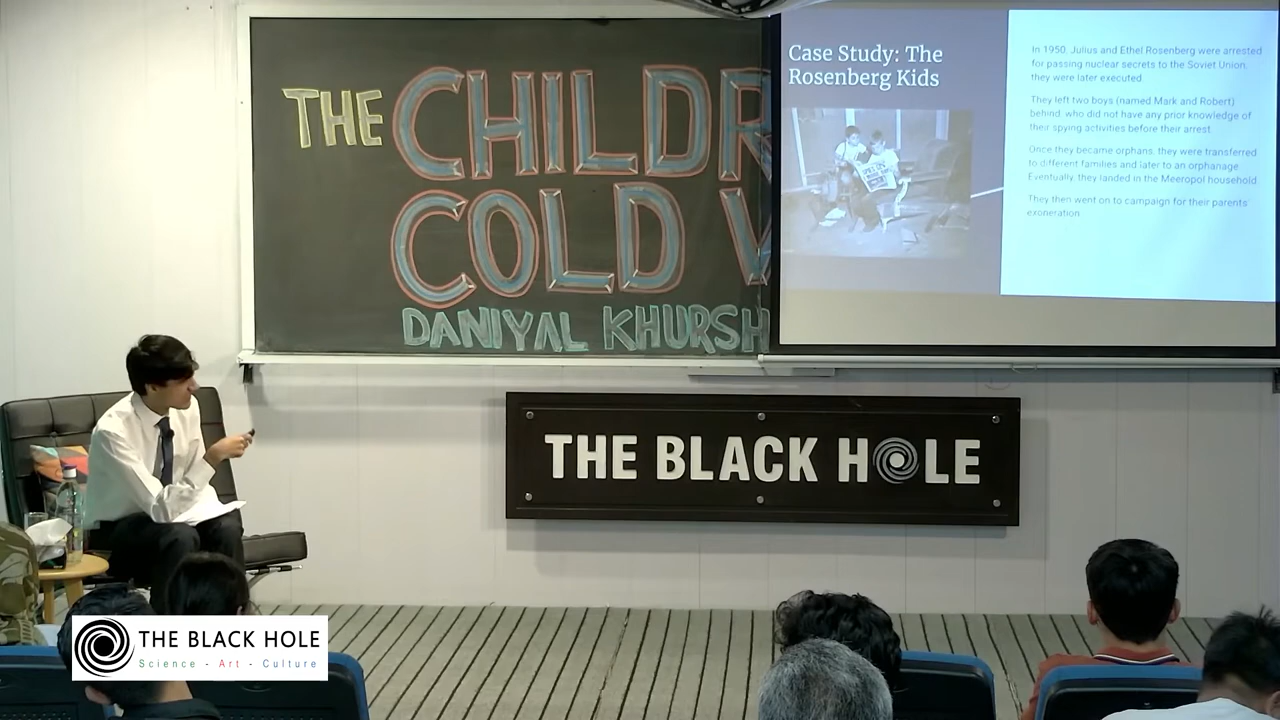 THE CHILDR
COLD W
DANIYAL KHURSH
Case Study: The
Rosenberg Kids
In 1950, Julius and Ethel Rosenberg were arrested
for passing nuclear secrets to the Soviet Union,
they were later executed.
They left two boys (named Mark and Robert)
behind, who did not have any prior knowledge of
their spying activities before their arrest.
Once they became orphans, they were transferred
to different families and later to an orphanage.
Eventually, they landed in the Meeropol household
They then went on to campaign for their parents'
exoneration.
THE BLACK HOLE
THE BLACK HOLE
Science - Art - Culture